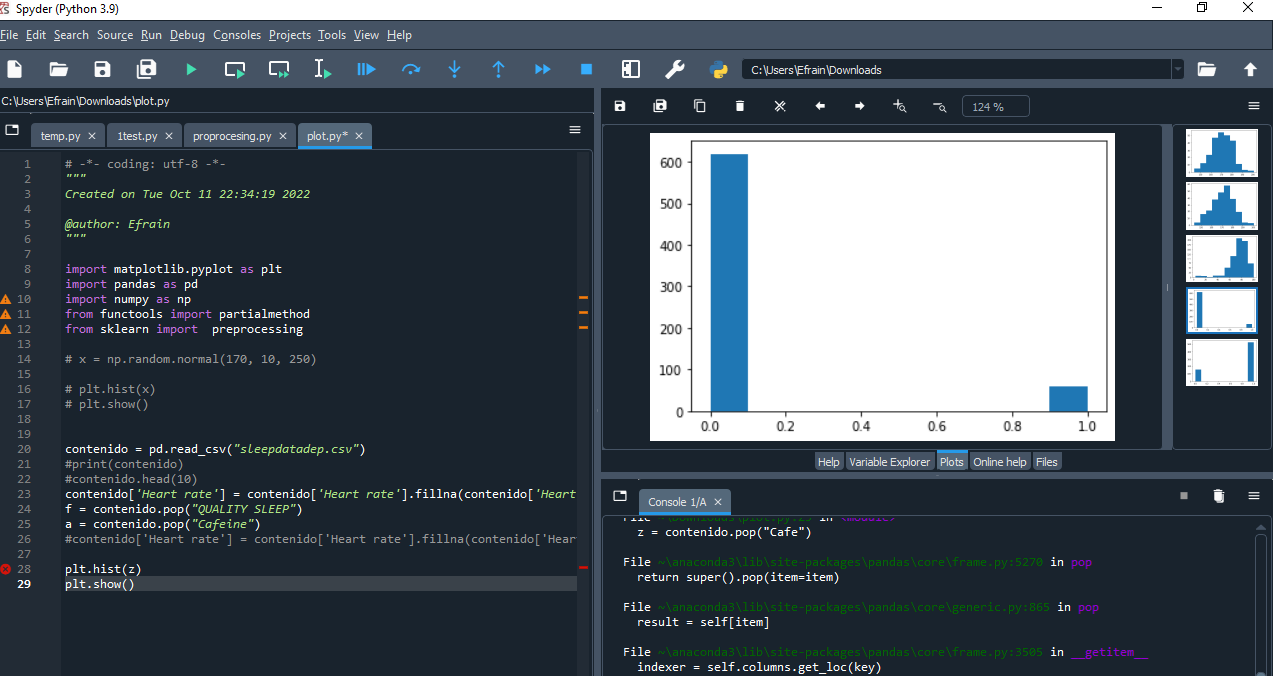 Spyder (Python 3.9)
File Edit Search Source Run Debug Consoles Projects Tools View Help
C:\Users\Efrain\Downloads
C:\Users\Efrain\Downloads\plot.py
temp.py 1test.py proprocesing.py plot.py*
1 # -*- coding: utf-8 -*-
2 """
3 Created on Tue Oct 11 22:34:19 2022
4
5 @author: Efrain
6 """
7
8 import matplotlib.pyplot as plt
9 import pandas as pd
10 import numpy as np
11 from functools import partialmethod
12 from sklearn import  preprocessing
13
14 # x = np.random.normal(170, 10, 250)
15
16 # plt.hist(x)
17 # plt.show()
18
19
20 contenido = pd.read_csv("sleepdatadep.csv")
21 #print(contenido)
22 #contenido.head(10)
23 contenido['Heart rate'] = contenido['Heart rate'].fillna(contenido['Heart
24 f = contenido.pop("QUALITY SLEEP")
25 a = contenido.pop("Cafeine")
26 #contenido['Heart rate'] = contenido['Heart rate'].fillna(contenido['Hear
27
28 plt.hist(z)
29 plt.show()
124 %
600
500
400
300
200
100
0
0.0 0.2 0.4 0.6 0.8 1.0
Help Variable Explorer Plots Online help Files
Console 1/A
z = contenido.pop("Cafe")
File ~\anaconda3\lib\site-packages\pandas\core\frame.py:5270 in pop
return super().pop(item=item)
File ~\anaconda3\lib\site-packages\pandas\core\generic.py:865 in pop
result = self[item]
File ~\anaconda3\lib\site-packages\pandas\core\frame.py:3505 in __getitem__
indexer = self.columns.get_loc(key)